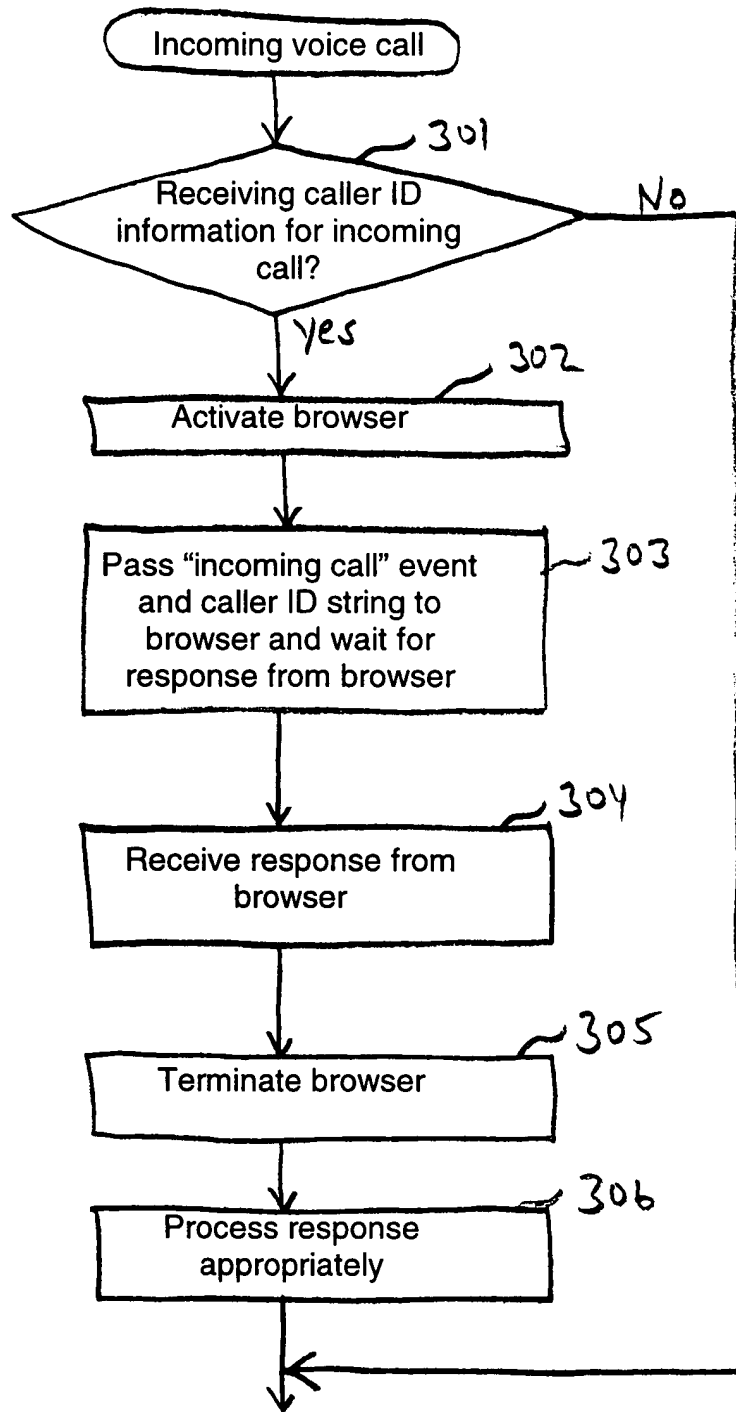 Incoming voice call
301
Receiving caller ID
information for incoming
call?
No
yes
302
Activate browser
Pass “incoming call” event
and caller ID string to
browser and wait for
response from browser
303
304
Receive response from
browser
305
Terminate browser
306
Process response
appropriately